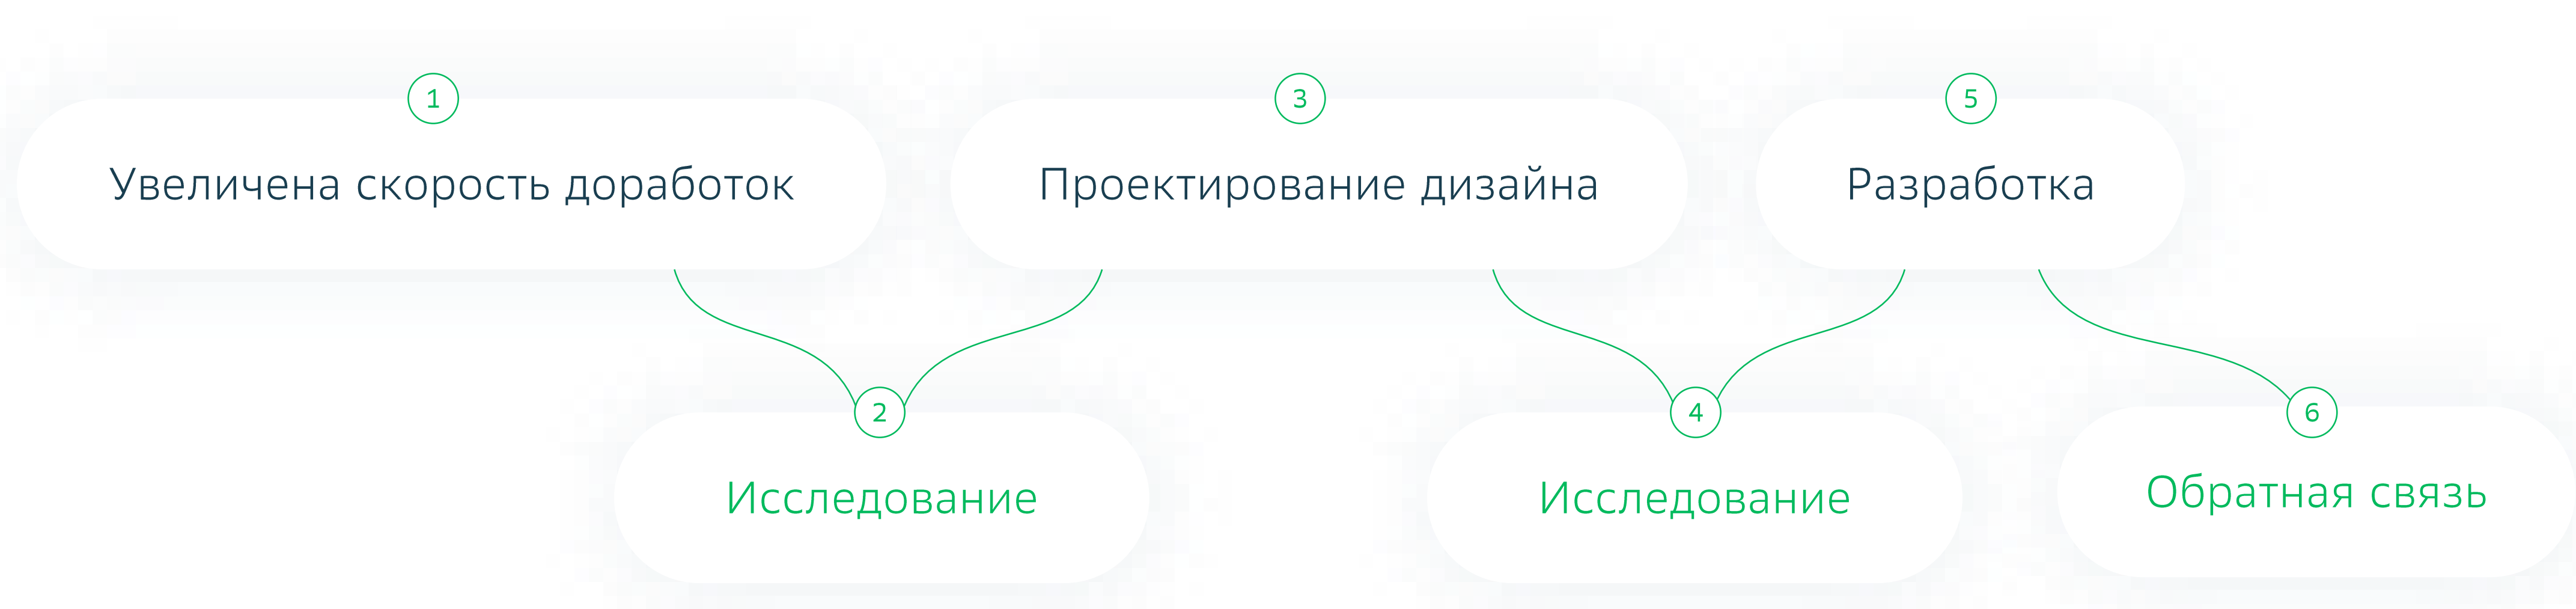 1
Увеличена скорость доработок
2
Исследование
3
Проектирование дизайна
4
Исследование
5
Разработка
6
Обратная связь